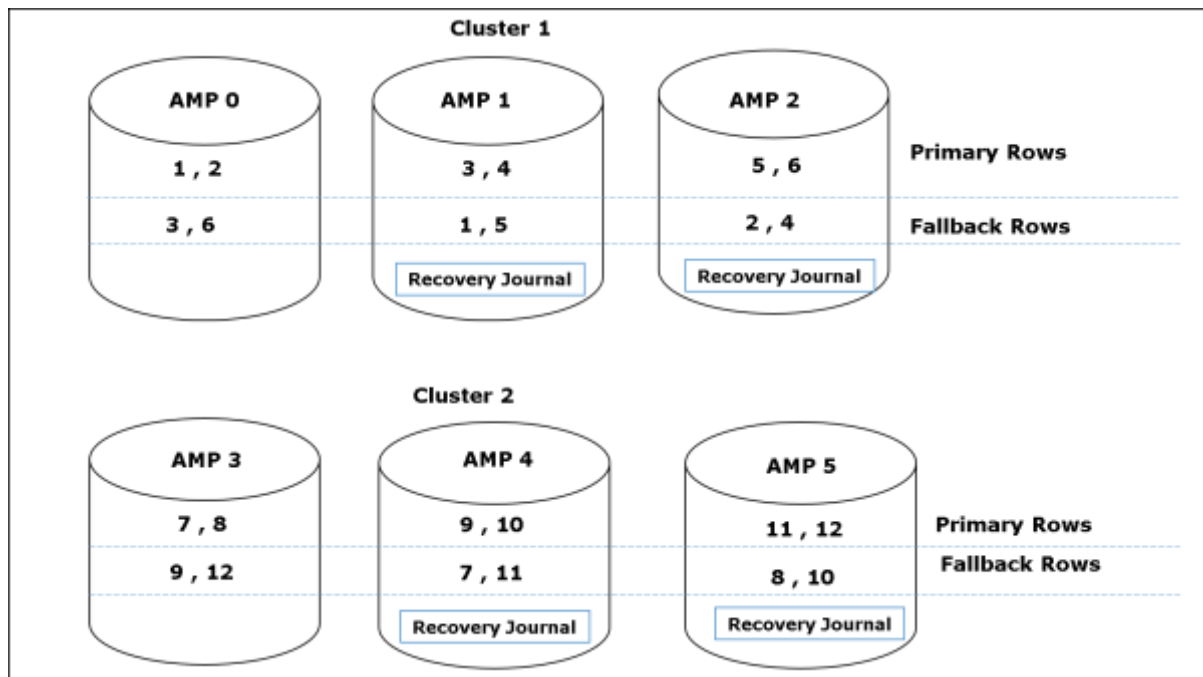 Cluster 1
AMP 0
AMP 1
AMP 2
1 , 2
3 , 4
5 , 6
Primary Rows
3 , 6
1 , 5
2 , 4
Fallback Rows
Recovery Journal
Recovery Journal
Cluster 2
AMP 3
AMP 4
AMP 5
7 , 8
9 , 10
11 , 12
Primary Rows
9 , 12
7 , 11
8 , 10
Fallback Rows
Recovery Journal
Recovery Journal